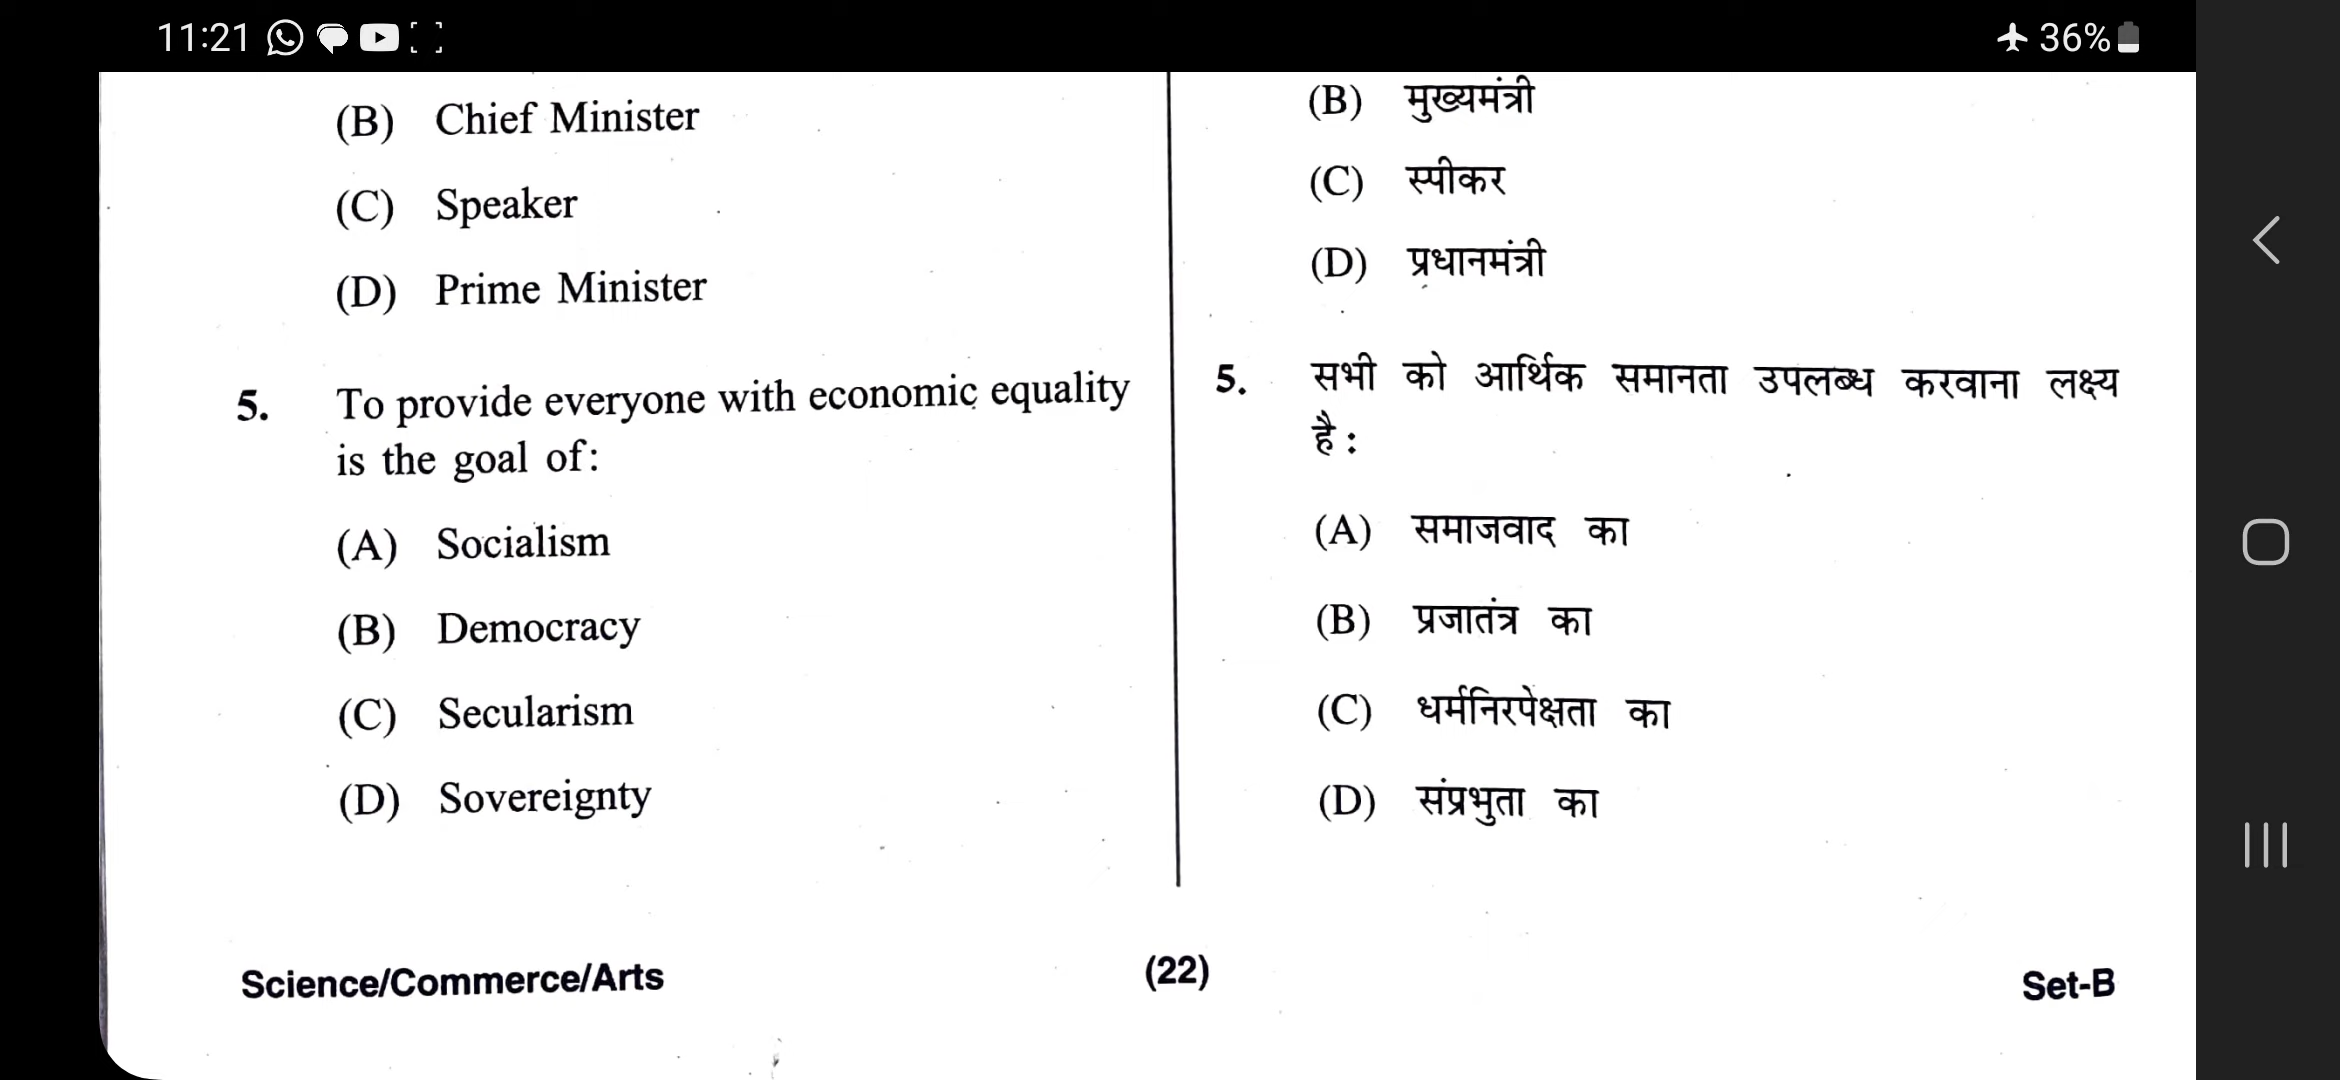 11:21
36%
(B) Chief Minister
(C) Speaker
(D) Prime Minister
5. To provide everyone with economic equality
is the goal of:
(A) Socialism
(B) Democracy
(C) Secularism
(D) Sovereignty
(B) मुख्यमंत्री
(C) स्पीकर
(D) प्रधानमंत्री
5. सभी को आर्थिक समानता उपलब्ध करवाना लक्ष्य
है :
(A) समाजवाद का
(B) प्रजातंत्र का
(C) धर्मनिरपेक्षता का
(D) संप्रभुता का
Science/Commerce/Arts
(22)
Set-B